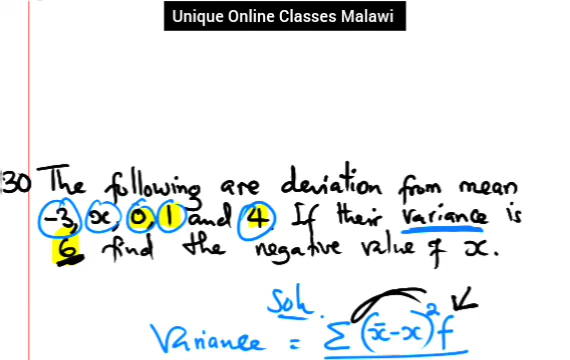 Unique Online Classes Malawi
30 The following are deviation from mean
-3, x, 0, 1 and 4. If their variance is
6 find the negative value of x.
Soln.
Variance = Σ(x̄-x)²f